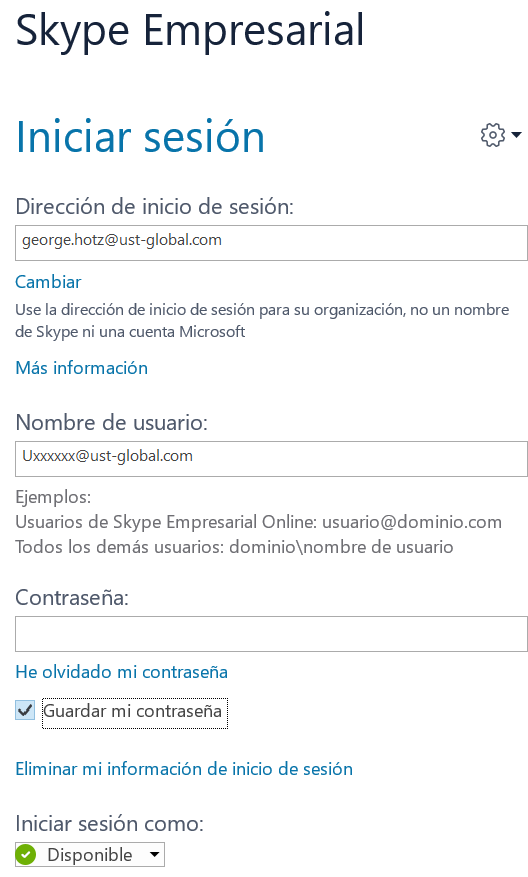 Skype Empresarial
Iniciar sesión
Dirección de inicio de sesión:
george.hotz@ust-global.com
Cambiar
Use la dirección de inicio de sesión para su organización, no un nombre
de Skype ni una cuenta Microsoft
Más información
Nombre de usuario:
Uxxxxxx@ust-global.com
Ejemplos:
Usuarios de Skype Empresarial Online: usuario@dominio.com
Todos los demás usuarios: dominio\nombre de usuario
Contraseña:
He olvidado mi contraseña
Guardar mi contraseña
Eliminar mi información de inicio de sesión
Iniciar sesión como:
Disponible